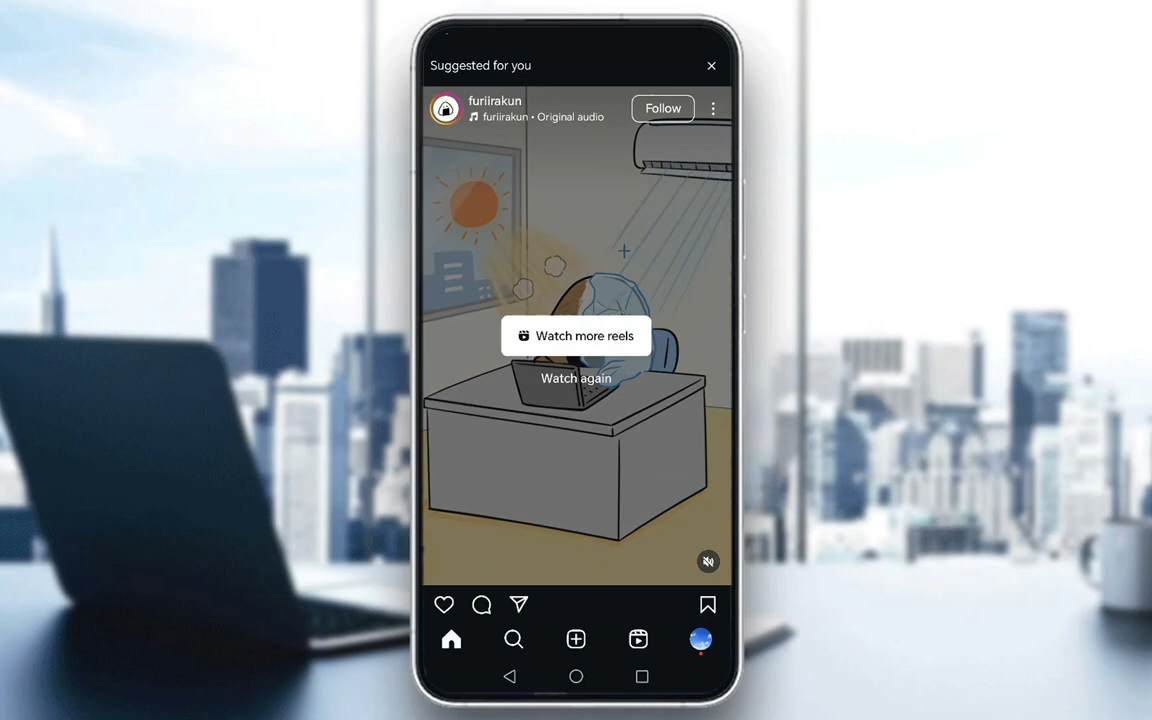 Suggested for you
furiirakun
furiirakun • Original audio
Follow
Watch more reels
Watch again